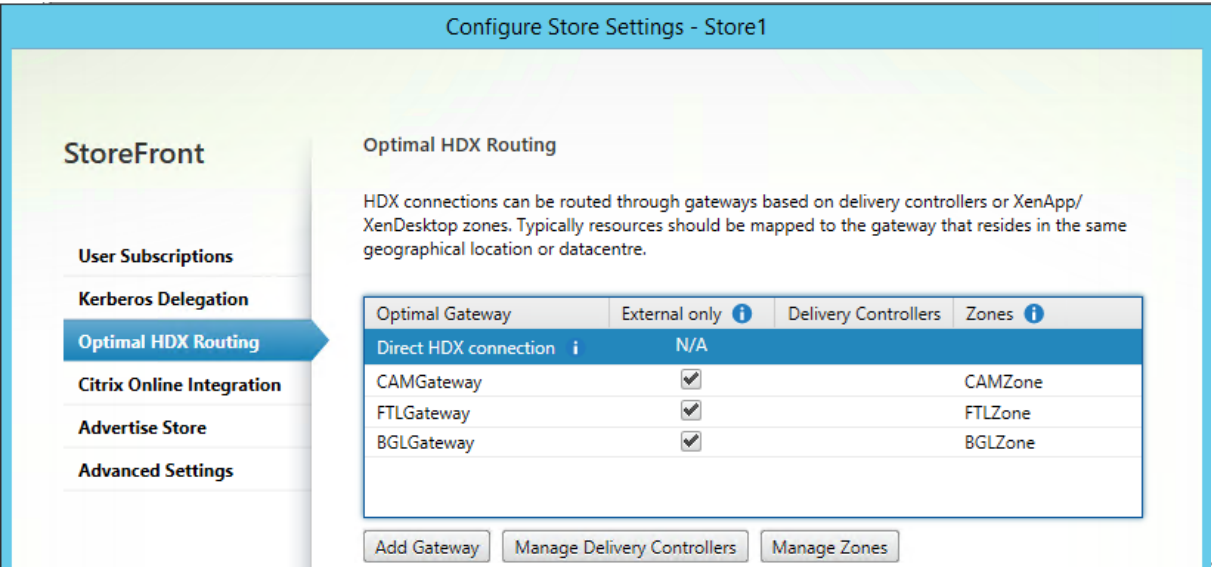 Configure Store Settings - Store1
StoreFront
User Subscriptions
Kerberos Delegation
Optimal HDX Routing
Citrix Online Integration
Advertise Store
Advanced Settings
Optimal HDX Routing
HDX connections can be routed through gateways based on delivery controllers or XenApp/
XenDesktop zones. Typically resources should be mapped to the gateway that resides in the same
geographical location or datacentre.
Optimal Gateway External only i Delivery Controllers Zones i
Direct HDX connection i N/A
CAMGateway CAMZone
FTLGateway FTLZone
BGLGateway BGLZone
Add Gateway Manage Delivery Controllers Manage Zones